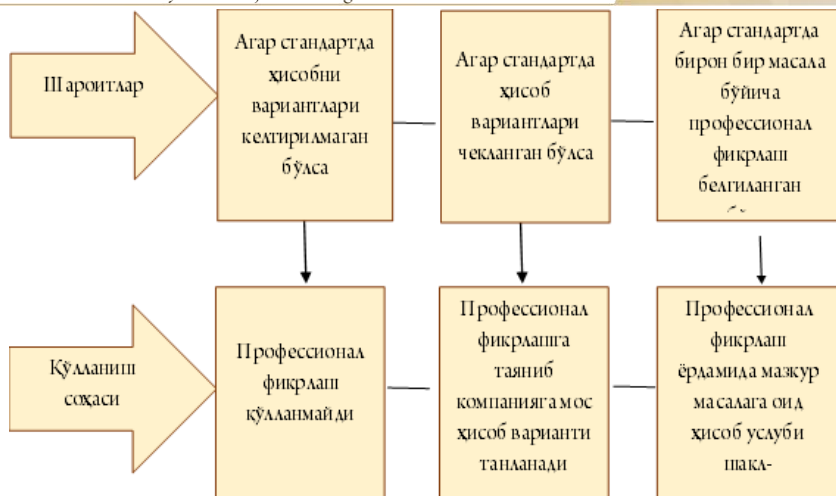 Шароитлар
Агар стандартда
ҳисобни
вариантлари
келтирилмаган
бўлса
Агар стандартда
ҳисоб
вариантлари
чекланган бўлса
Агар стандартда
бирон бир масала
бўйича
профессионал
фикрлаш
белгиланган
Қўлланиш
соҳаси
Профессионал
фикрлаш
қўлланмайди
Профессионал
фикрлашга
таяниб
компанияга мос
ҳисоб варианти
танланади
Профессионал
фикрлаш
ёрдамида мазкур
масалага оид
ҳисоб услуби
шакл-